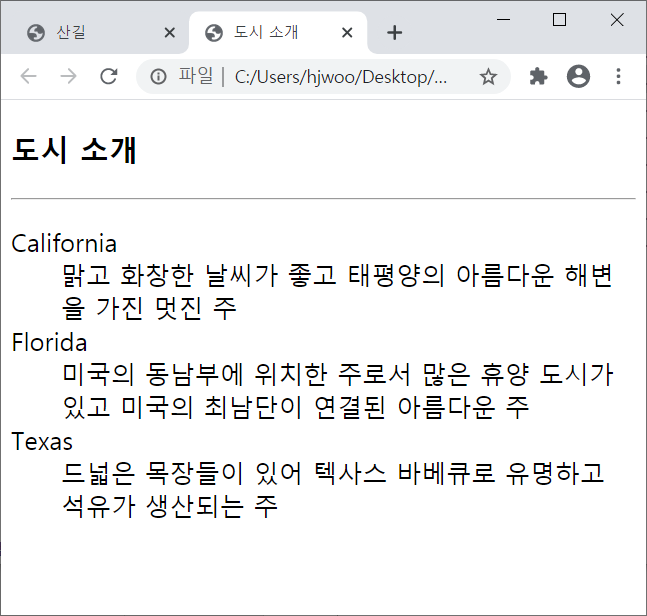 산길
도시 소개
파일 | C:/Users/hjwoo/Desktop/...
도시 소개
California
맑고 화창한 날씨가 좋고 태평양의 아름다운 해변
을 가진 멋진 주
Florida
미국의 동남부에 위치한 주로서 많은 휴양 도시가
있고 미국의 최남단이 연결된 아름다운 주
Texas
드넓은 목장들이 있어 텍사스 바베큐로 유명하고
석유가 생산되는 주